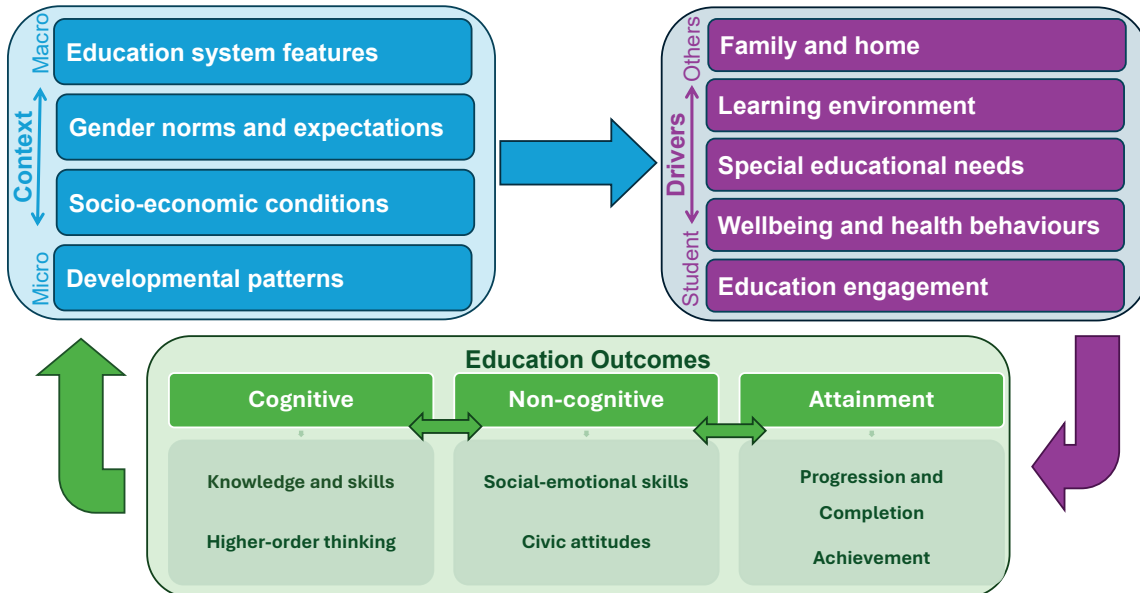 Macro
Context
Micro
Education system features
Gender norms and expectations
Socio-economic conditions
Developmental patterns
Others
Drivers
Student
Family and home
Learning environment
Special educational needs
Wellbeing and health behaviours
Education engagement
Education Outcomes
Cognitive
Knowledge and skills
Higher-order thinking
Non-cognitive
Social-emotional skills
Civic attitudes
Attainment
Progression and
Completion
Achievement